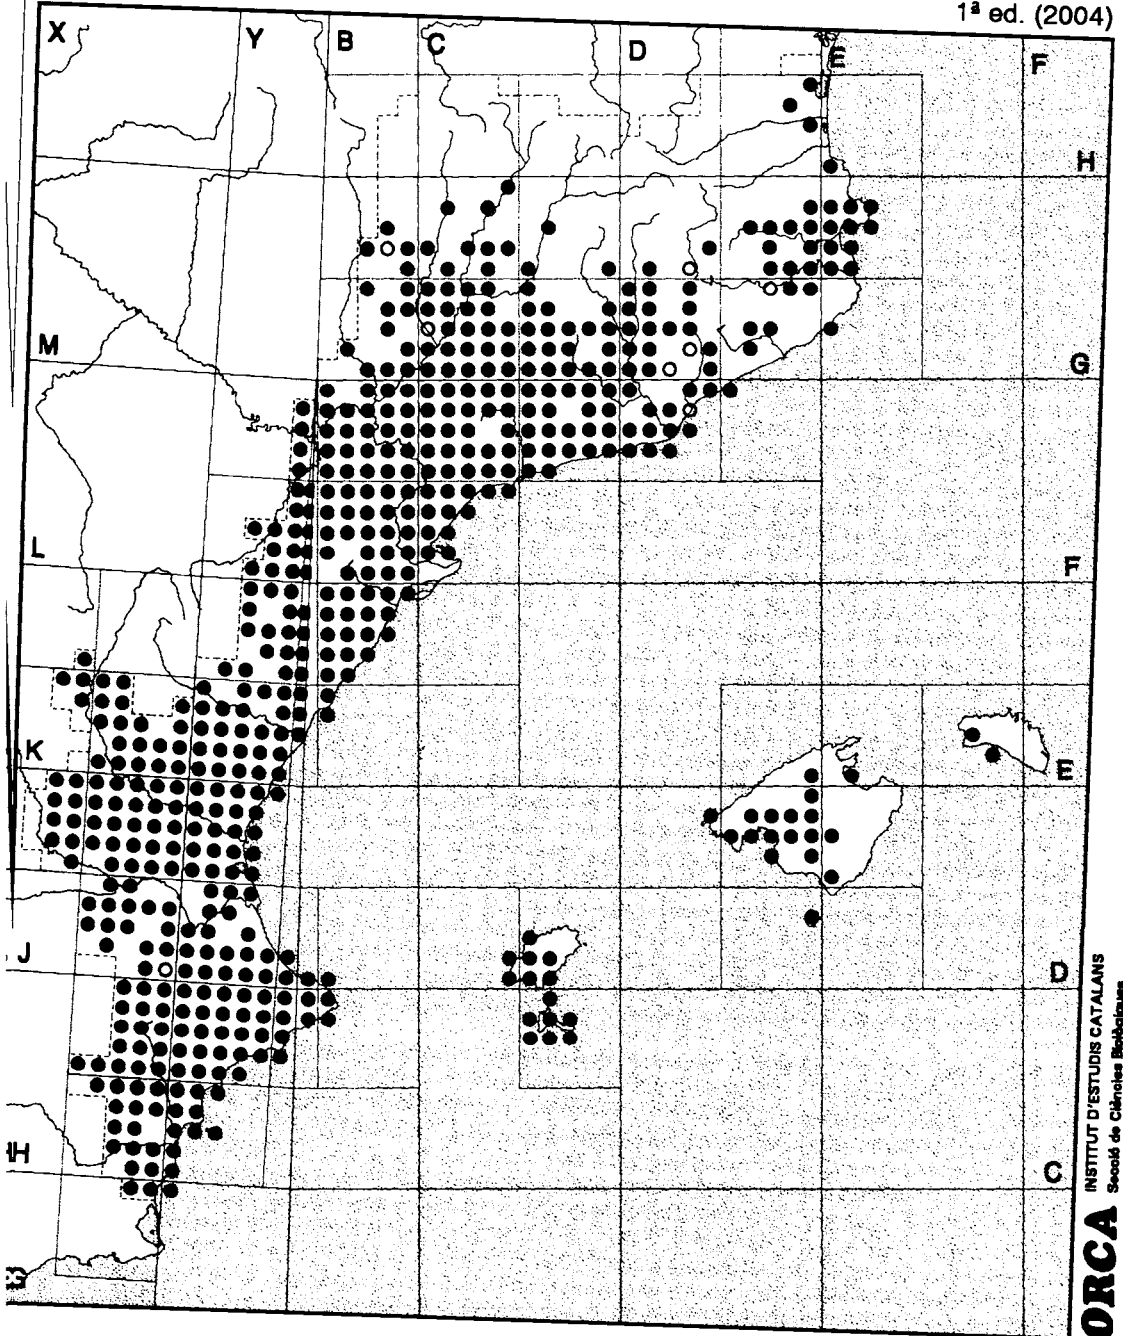 1ª ed. (2004)
X
Y
B
C
D
E
F
H
M
G
L
F
K
E
J
D
H
C
INSTITUT D'ESTUDIS CATALANS
Secció de Ciències Biològiques
ORCA